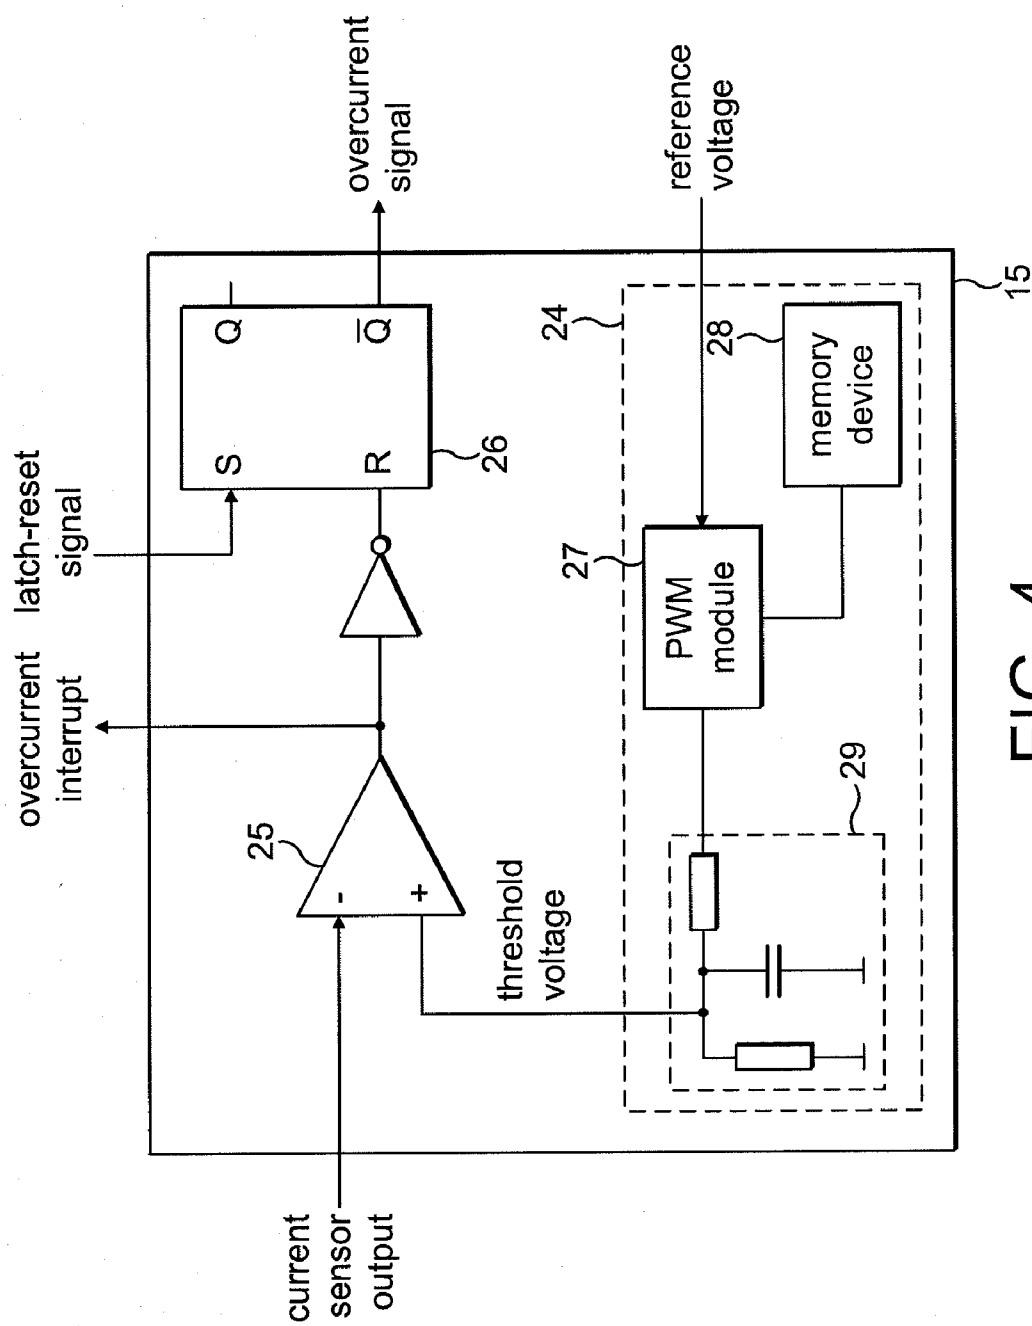 overcurrent
interrupt
latch-reset
signal
S
Q
R
Q̅
26
overcurrent
signal
25
-
+
current
sensor
output
threshold
voltage
24
27
PWM
module
reference
voltage
28
memory
device
29
15
FIG. 4